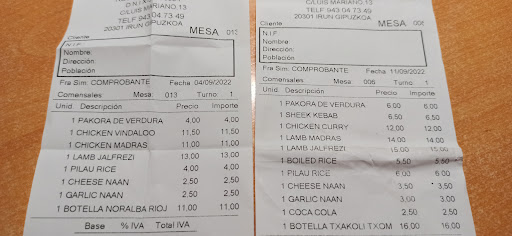 D.N.I
C/LUIS MARIANO,13
TELF 943 04 73 49
20301 IRUN GIPUZKOA
MESA 013
Cliente
N.I.F
Nombre:
Dirección:
Población
Fra Sim: COMPROBANTE Fecha 04/09/2022
Comensales: Mesa: 013 Turno: 1
Unid. Descripción Precio Importe
1 PAKORA DE VERDURA 4,00 4,00
1 CHICKEN VINDALOO 11,50 11,50
1 CHICKEN MADRAS 11,00 11,00
1 LAMB JALFREZI 13,00 13,00
1 PILAU RICE 4,00 4,00
1 CHEESE NAAN 2,50 2,50
1 GARLIC NAAN 2,50 2,50
1 BOTELLA NORALBA RIOJ 11,00 11,00
Base % IVA Total IVA
C/LUIS MARIANO,13
TELF 943 04 73 49
20301 IRUN GIPUZKOA
MESA 006
Cliente
N.I.F
Nombre:
Dirección:
Población
Fra Sim: COMPROBANTE Fecha 11/09/2022
Comensales: Mesa: 006 Turno: 1
Unid. Descripción Precio Importe
1 PAKORA DE VERDURA 6,00 6,00
1 SHEEK KEBAB 6,50 6,50
1 CHICKEN CURRY 12,00 12,00
1 LAMB MADRAS 14,00 14,00
1 LAMB JALFREZI 15,00 15,00
1 BOILED RICE 5,50 5,50
1 PILAU RICE 6,00 6,00
1 CHEESE NAAN 3,50 3,50
1 GARLIC NAAN 3,00 3,00
1 COCA COLA 2,50 2,50
1 BOTELLA TXAKOLI TXOM